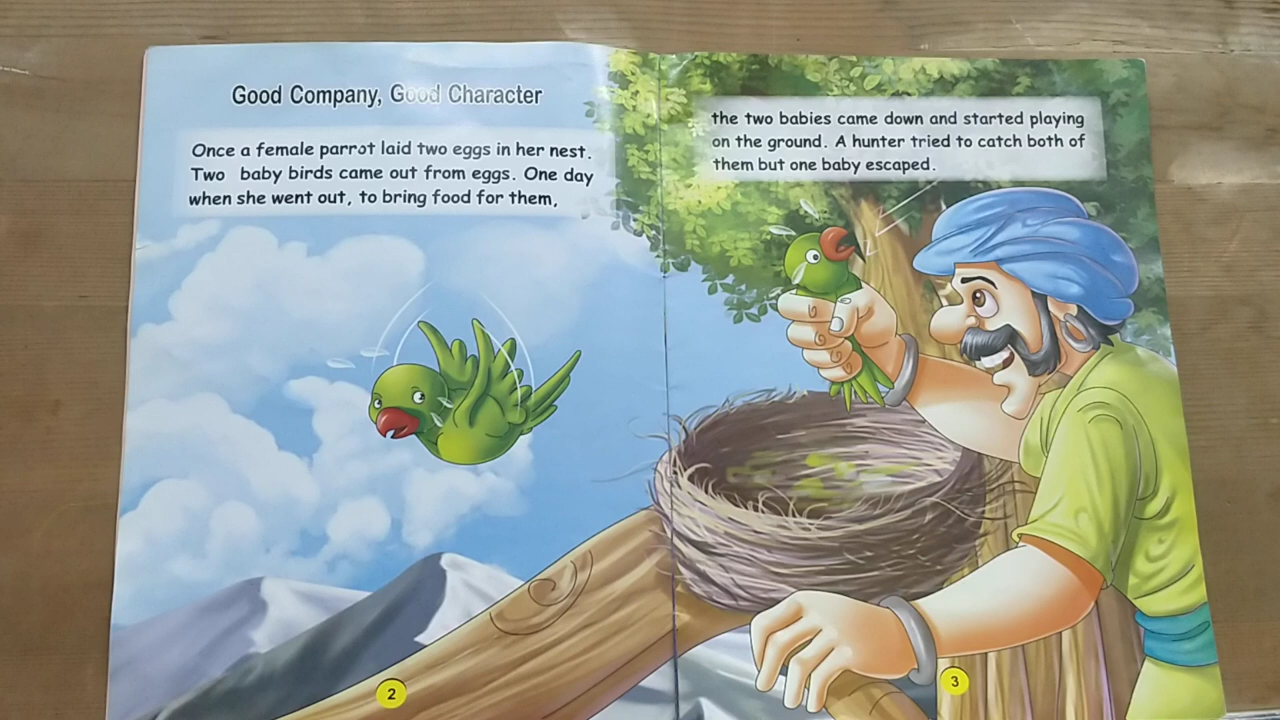 Good Company, Good Character
Once a female parrot laid two eggs in her nest.
Two baby birds came out from eggs. One day
when she went out, to bring food for them,
2
the two babies came down and started playing
on the ground. A hunter tried to catch both of
them but one baby escaped.
3